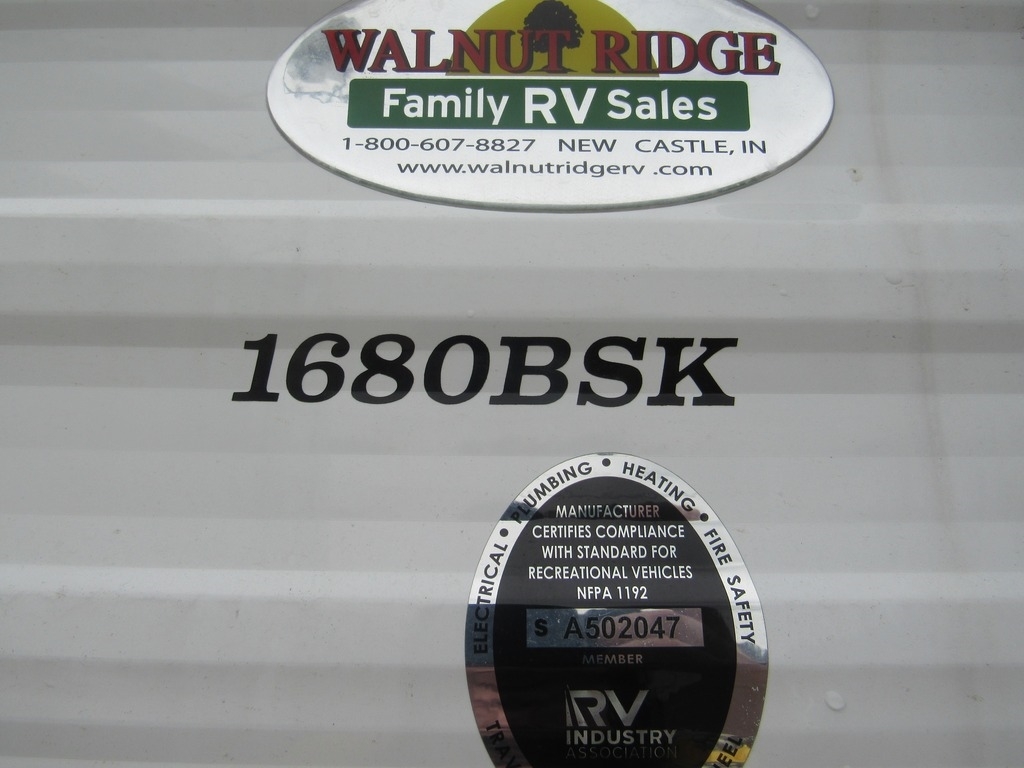 WALNUT RIDGE
Family RV Sales
1-800-607-8827 NEW CASTLE, IN
www.walnutridgerv .com
1680BSK
ELECTRICAL • PLUMBING • HEATING • FIRE SAFETY
MANUFACTURER
CERTIFIES COMPLIANCE
WITH STANDARD FOR
RECREATIONAL VEHICLES
NFPA 1192
S A502047
MEMBER
RV
INDUSTRY
ASSOCIATION